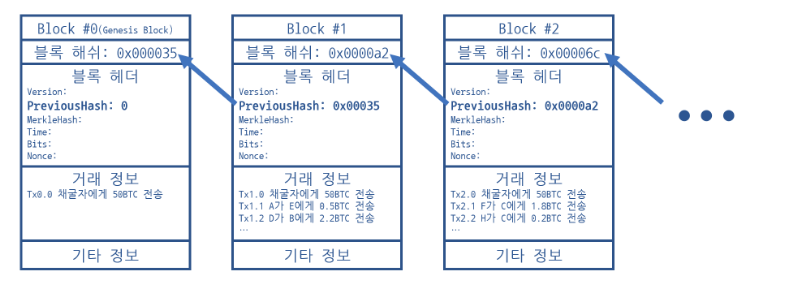 Block #0(Genesis Block)
블록 해쉬: 0x000035
블록 헤더
Version:
PreviousHash: 0
MerkleHash:
Time:
Bits:
Nonce:
거래 정보
Tx0.0 채굴자에게 50BTC 전송
기타 정보
Block #1
블록 해쉬: 0x0000a2
블록 헤더
Version:
PreviousHash: 0x00035
MerkleHash:
Time:
Bits:
Nonce:
거래 정보
Tx1.0 채굴자에게 50BTC 전송
Tx1.1 A가 E에게 0.5BTC 전송
Tx1.2 D가 B에게 2.2BTC 전송
...
기타 정보
Block #2
블록 해쉬: 0x00006c
블록 헤더
Version:
PreviousHash: 0x0000a2
MerkleHash:
Time:
Bits:
Nonce:
거래 정보
Tx2.0 채굴자에게 50BTC 전송
Tx2.1 F가 C에게 1.8BTC 전송
Tx2.2 H가 C에게 0.2BTC 전송
...
기타 정보